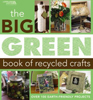 the BIG
GREEN
book of recycled crafts
OVER 100 EARTH-FRIENDLY PROJECTS